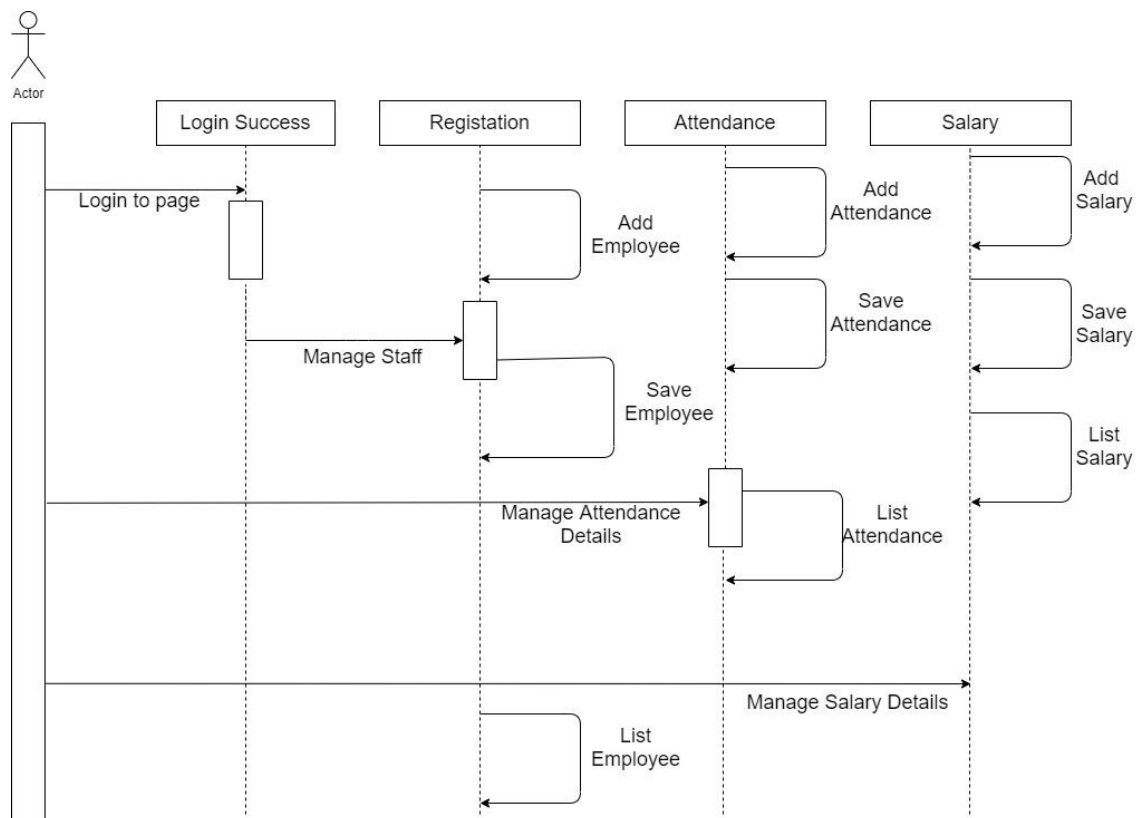 Actor
Login Success
Registation
Attendance
Salary
Login to page
Add
Employee
Add
Attendance
Add
Salary
Save
Attendance
Save
Salary
Manage Staff
Save
Employee
List
Salary
Manage Attendance
Details
List
Attendance
Manage Salary Details
List
Employee